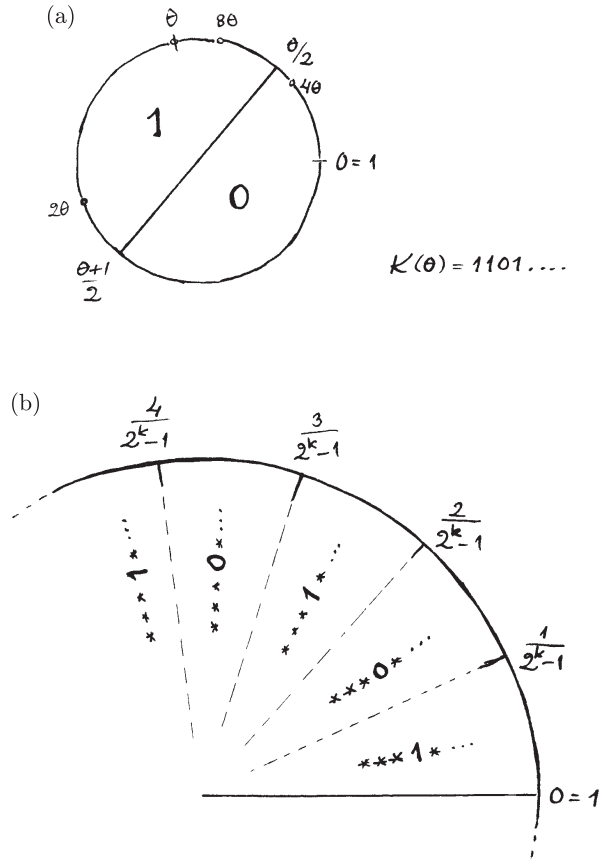 (a)
θ
8θ
θ/2
4θ
1
0 = 1
0
2θ
θ+1
2
K(θ) = 1101....
(b)
4
2^k-1
3
2^k-1
2
2^k-1
1
2^k-1
***1*...
***0*...
***1*...
***0*...
***1*...
0 = 1